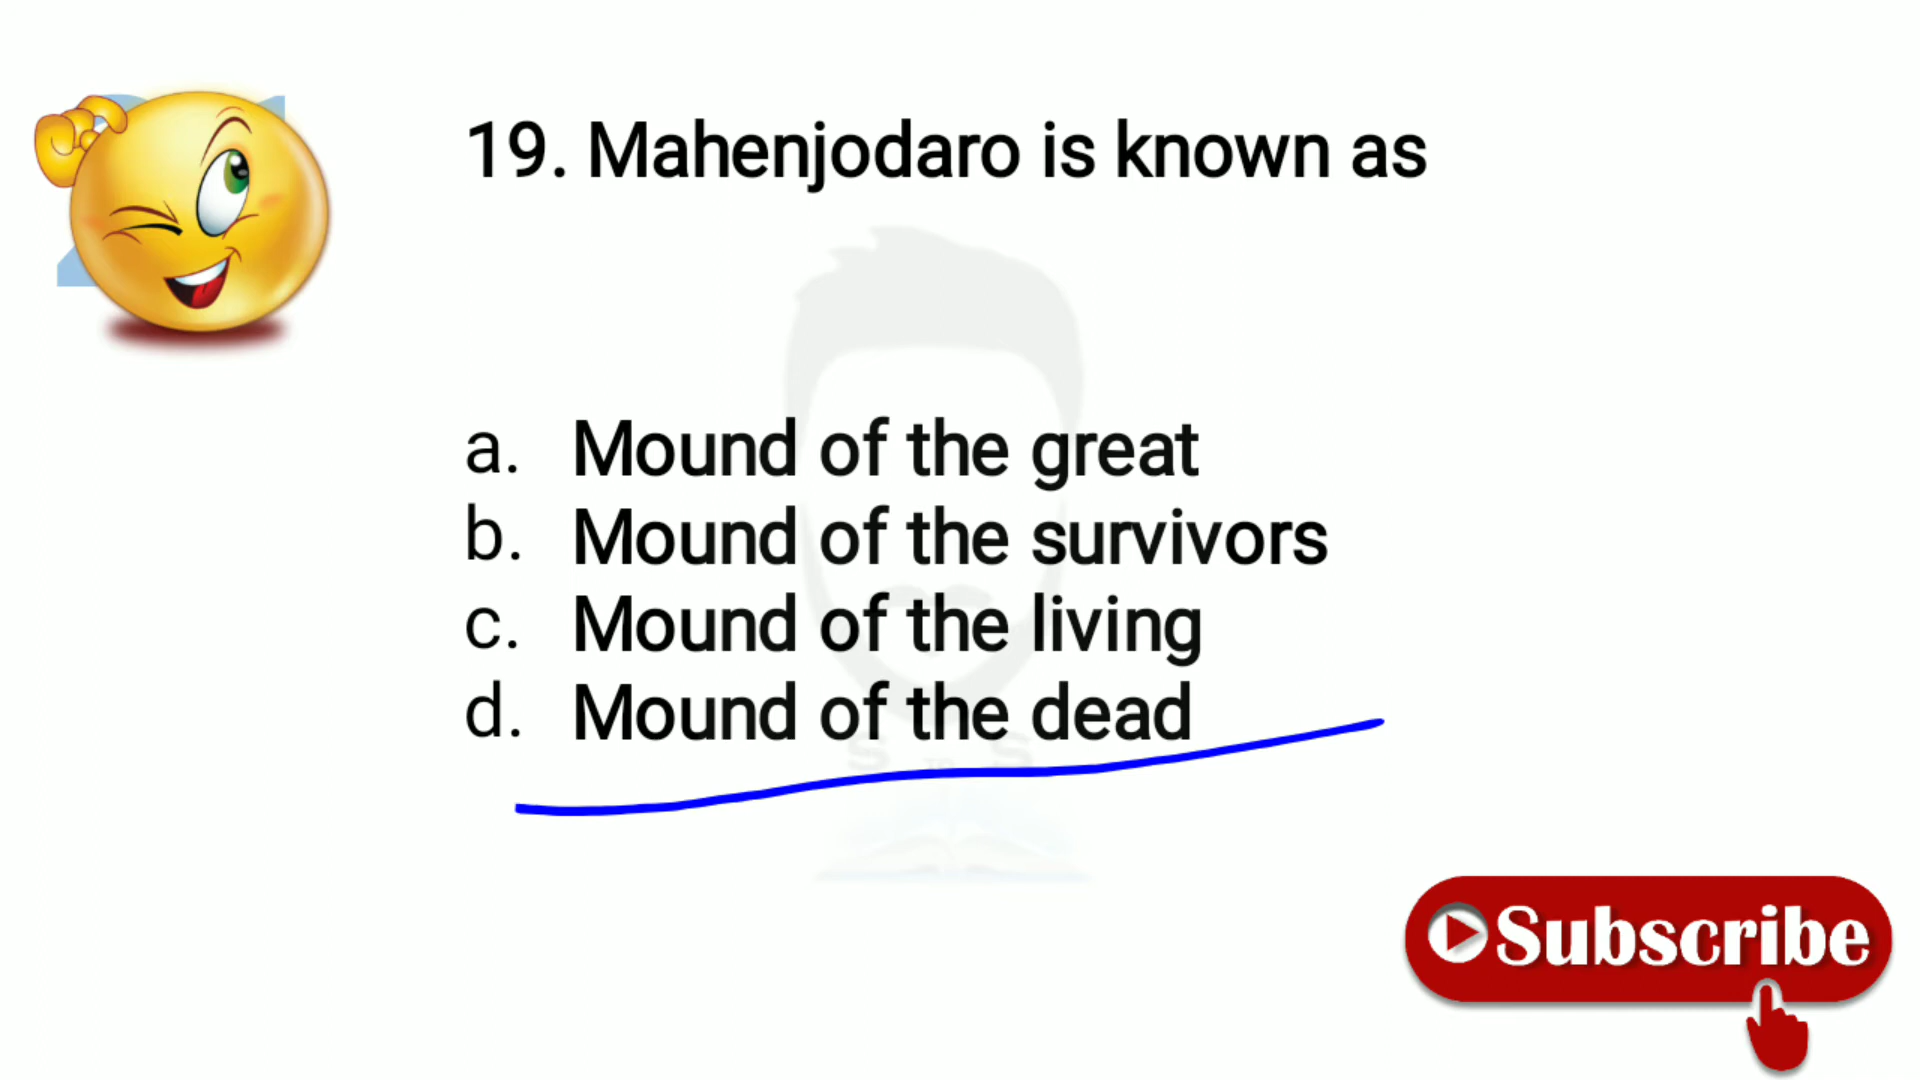 19. Mahenjodaro is known as
a. Mound of the great
b. Mound of the survivors
c. Mound of the living
d. Mound of the dead
S TO S
Subscribe